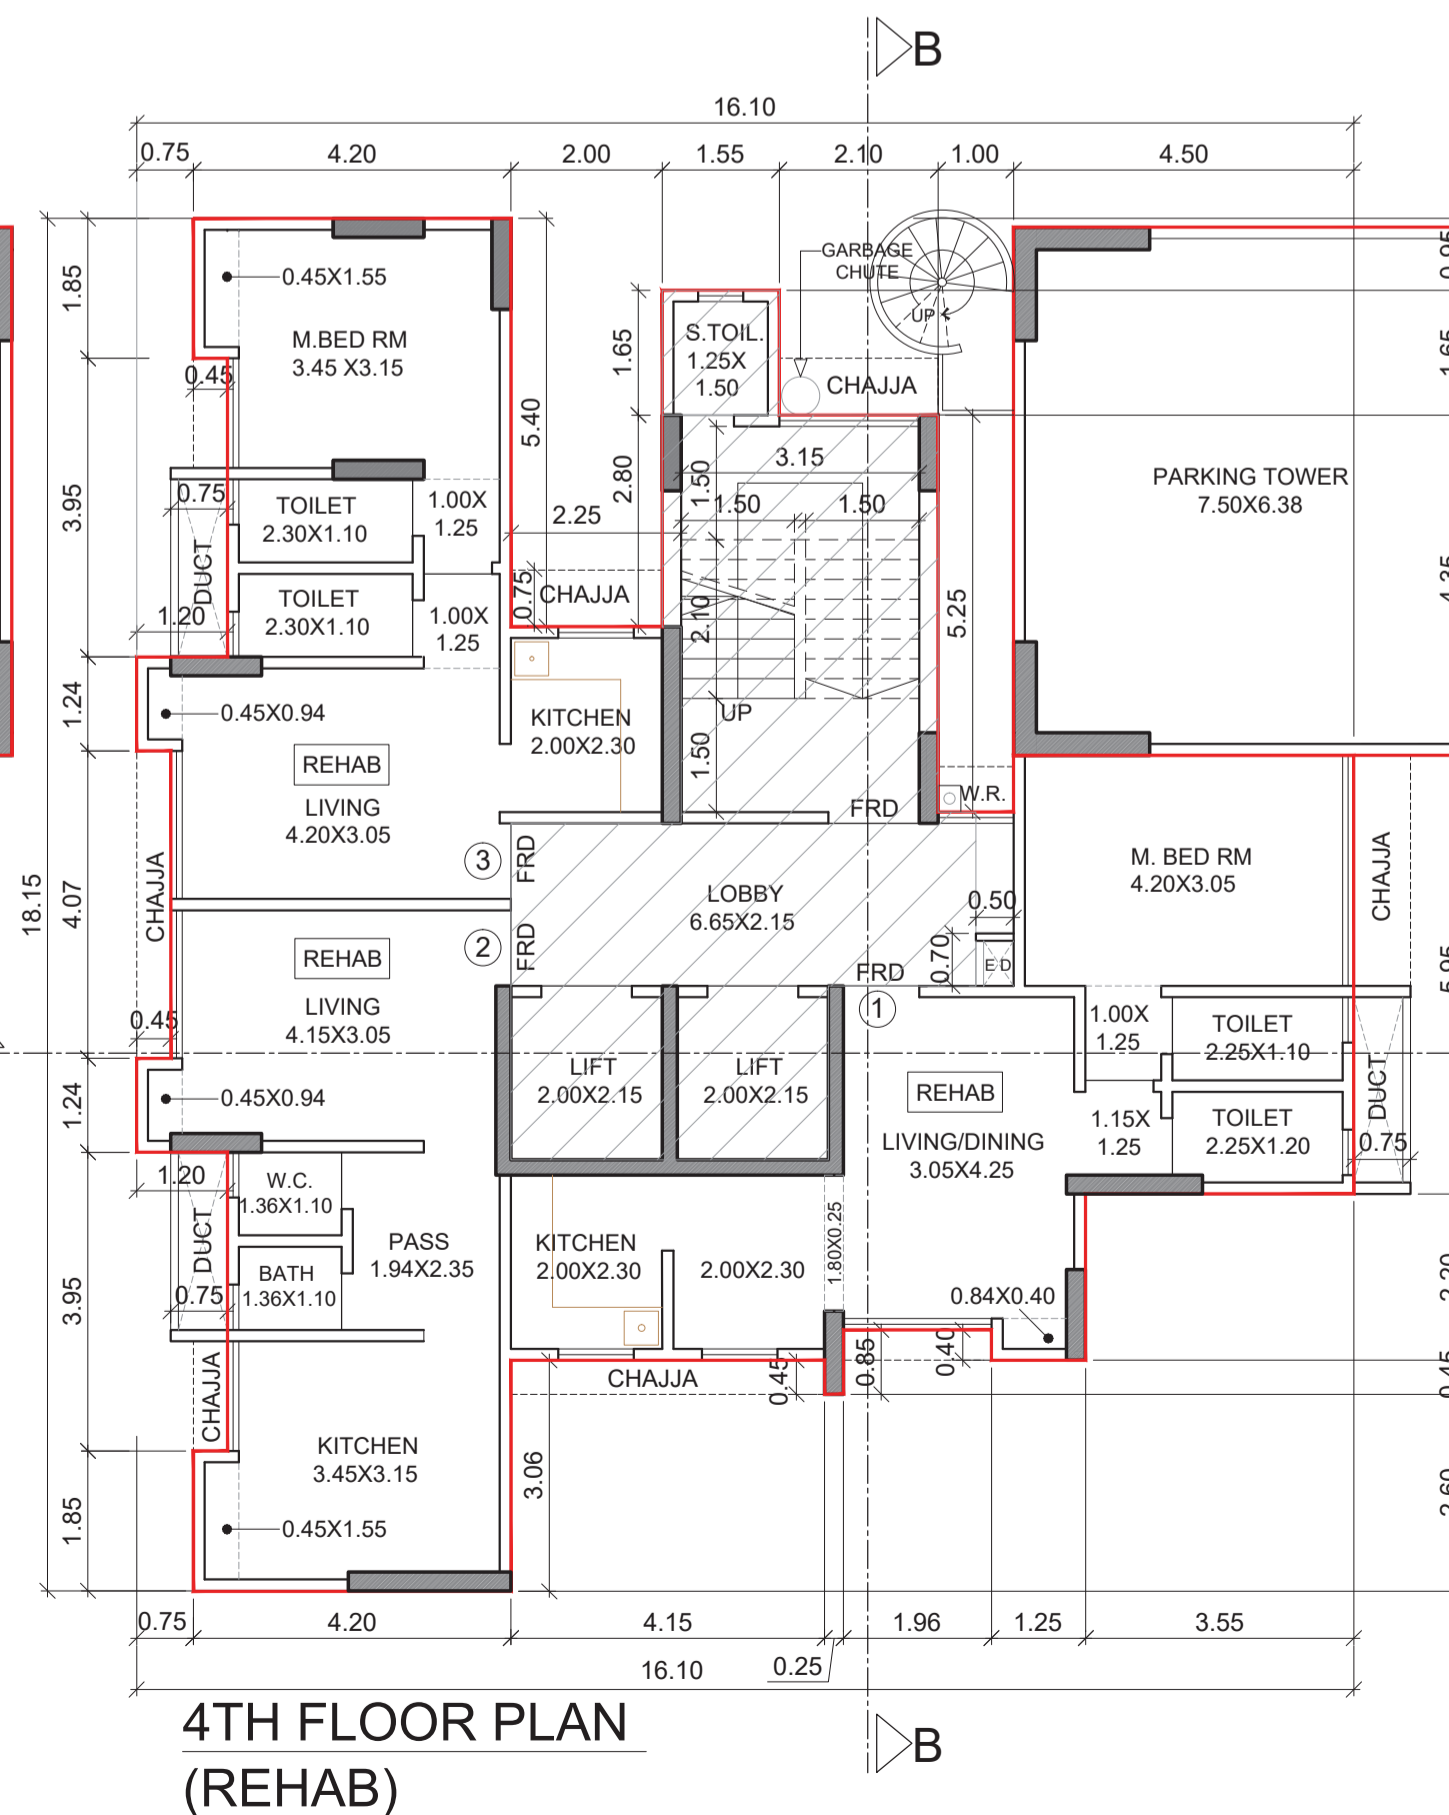 B
16.10
0.75
4.20
2.00
1.55
2.10
1.00
4.50
GARBAGE
CHUTE
UP
0.45X1.55
1.85
M.BED RM
3.45 X3.15
0.45
S.TOIL.
1.25X
1.50
1.65
CHAJJA
5.40
2.80
3.15
1.50
1.50
1.50
PARKING TOWER
7.50X6.38
3.95
0.75
TOILET
2.30X1.10
1.00X
1.25
2.25
DUCT
TOILET
2.30X1.10
1.00X
1.25
0.75
CHAJJA
1.20
2.10
5.25
1.24
0.45X0.94
KITCHEN
2.00X2.30
UP
1.50
REHAB
LIVING
4.20X3.05
FRD
W.R.
3
FRD
M. BED RM
4.20X3.05
CHAJJA
CHAJJA
18.15
4.07
LOBBY
6.65X2.15
0.50
2
FRD
REHAB
0.70
E D
FRD
1
LIVING
4.15X3.05
0.45
1.00X
1.25
TOILET
2.25X1.10
LIFT
2.00X2.15
LIFT
2.00X2.15
REHAB
DUCT
1.24
0.45X0.94
1.15X
1.25
TOILET
2.25X1.20
LIVING/DINING
3.05X4.25
0.75
1.20
W.C.
1.36X1.10
DUCT
PASS
1.94X2.35
KITCHEN
2.00X2.30
2.00X2.30
1.80X0.25
BATH
1.36X1.10
0.75
3.95
0.84X0.40
CHAJJA
CHAJJA
0.45
0.85
0.40
KITCHEN
3.45X3.15
3.06
1.85
0.45X1.55
0.75
4.20
4.15
1.96
1.25
3.55
16.10
0.25
4TH FLOOR PLAN
(REHAB)
B